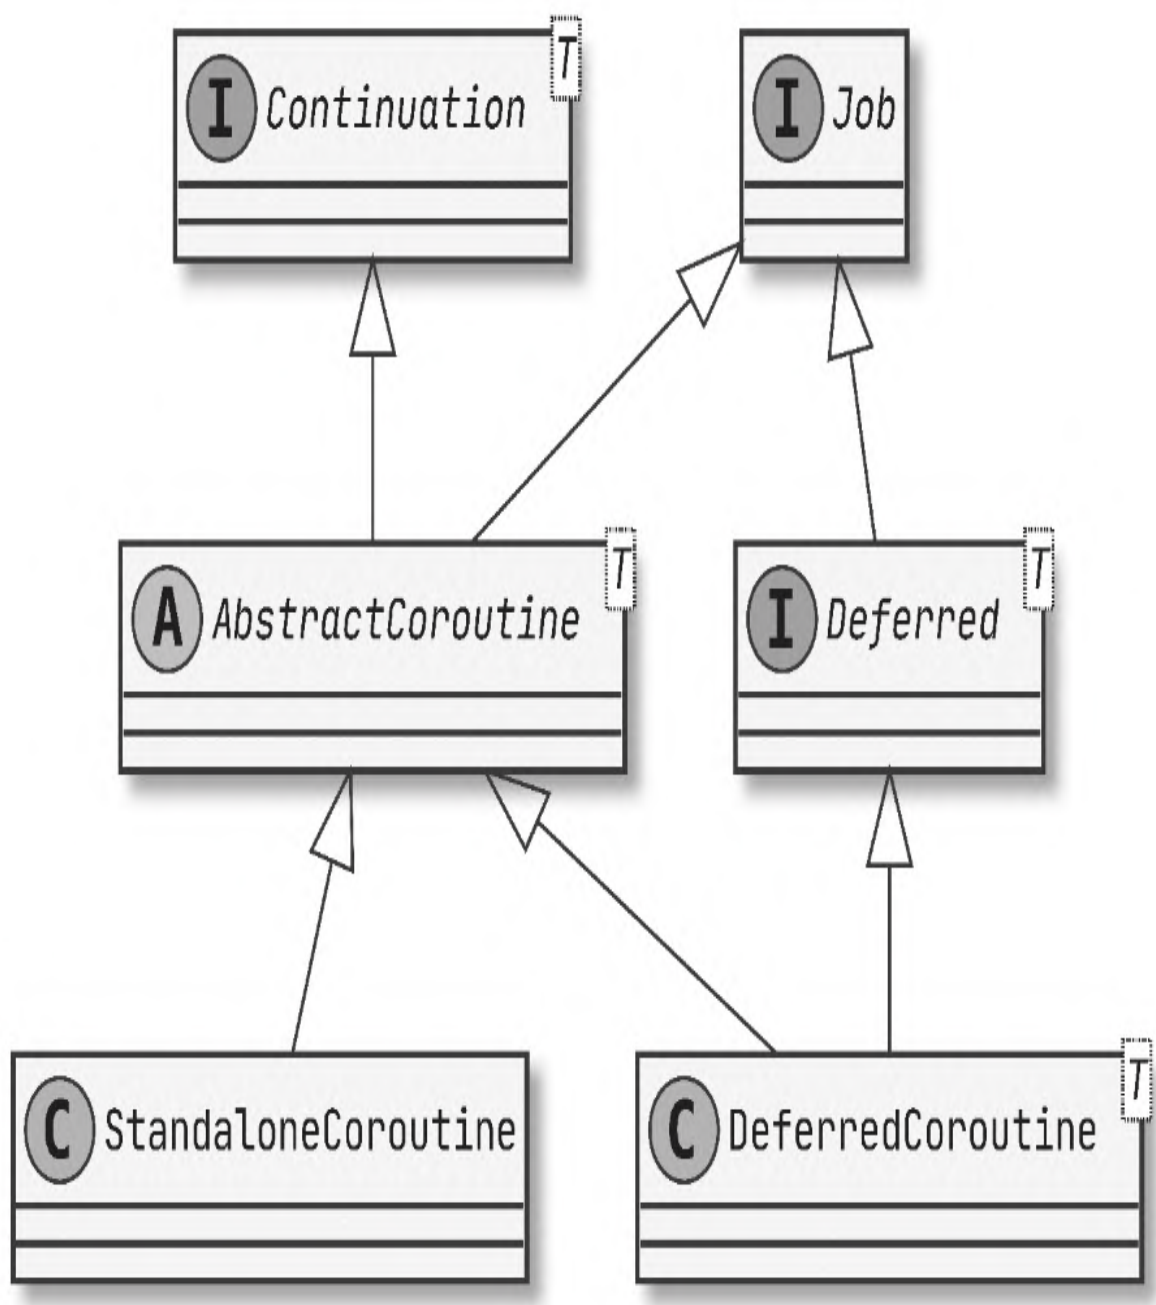 T
I Continuation
I Job
T
T
A AbstractCoroutine
I Deferred
T
C StandaloneCoroutine
C DeferredCoroutine